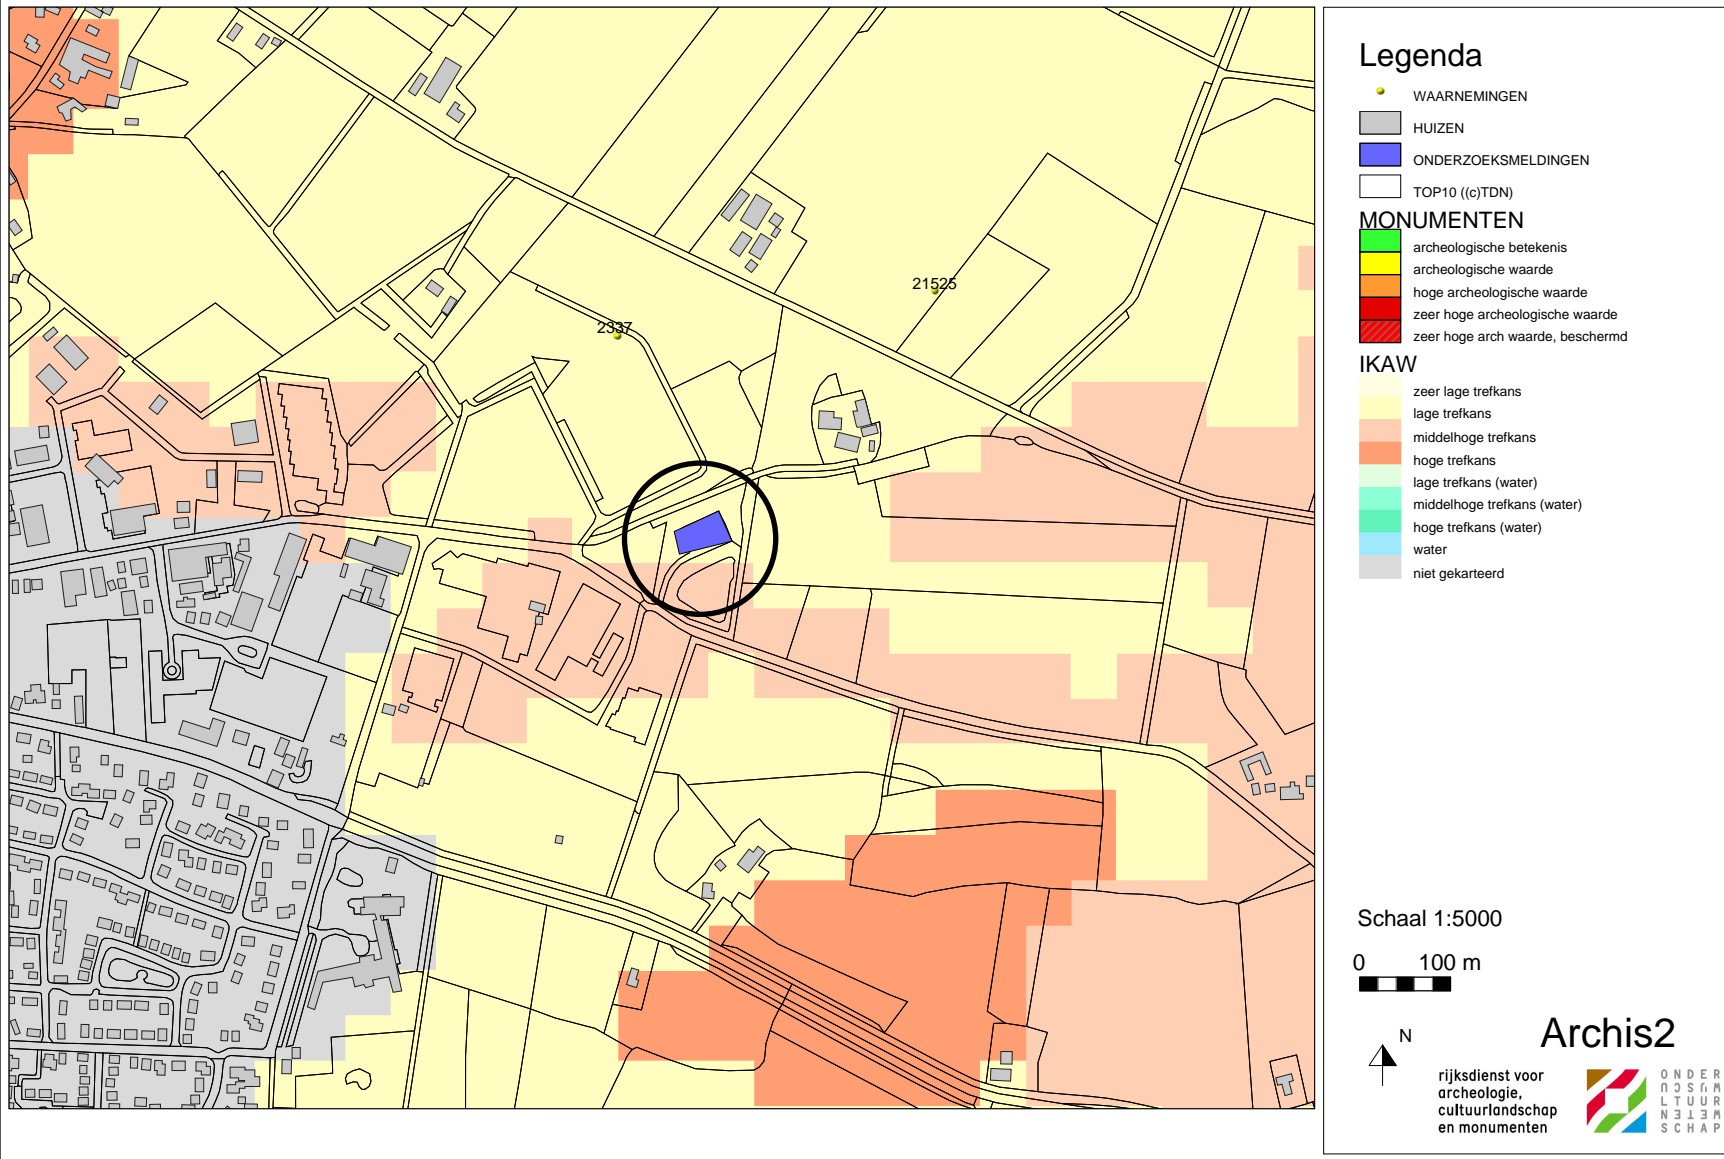 21525
2337
Legenda
WAARNEMINGEN
HUIZEN
ONDERZOEKSMELDINGEN
TOP10 ((c)TDN)
MONUMENTEN
archeologische betekenis
archeologische waarde
hoge archeologische waarde
zeer hoge archeologische waarde
zeer hoge arch waarde, beschermd
IKAW
zeer lage trefkans
lage trefkans
middelhoge trefkans
hoge trefkans
lage trefkans (water)
middelhoge trefkans (water)
hoge trefkans (water)
water
niet gekarteerd
Schaal 1:5000
0 100 m
N
Archis2
rijksdienst voor
archeologie,
cultuurlandschap
en monumenten